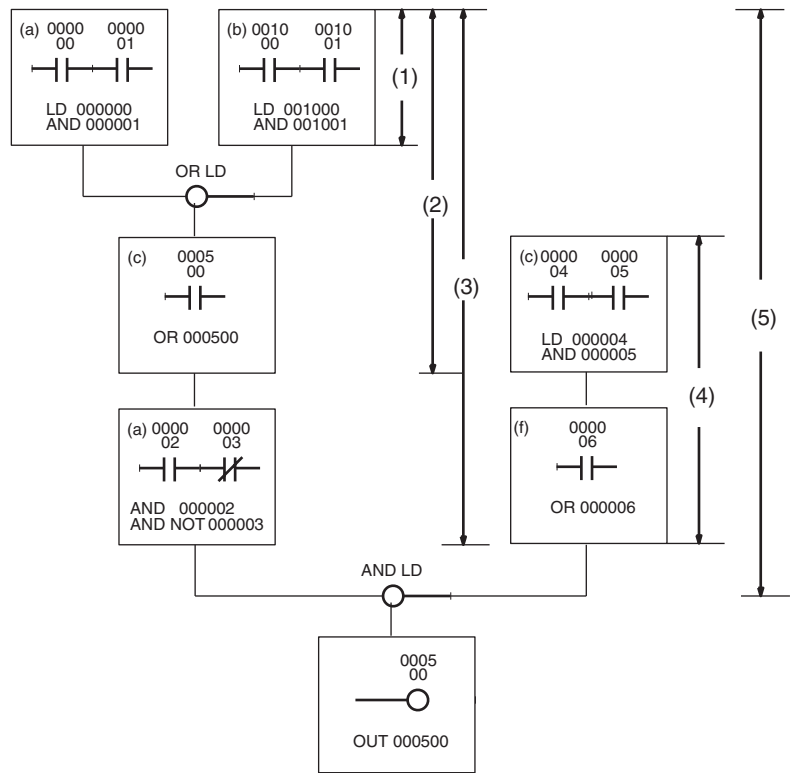 (a) 0000 0000
00 01
LD 000000
AND 000001
(b) 0010 0010
00 01
LD 001000
AND 001001
(1)
OR LD
(2)
(c) 0005
00
OR 000500
(3)
(c) 0000 0000
04 05
LD 000004
AND 000005
(4)
(5)
(a) 0000 0000
02 03
AND 000002
AND NOT 000003
(f) 0000
06
OR 000006
AND LD
0005
00
OUT 000500